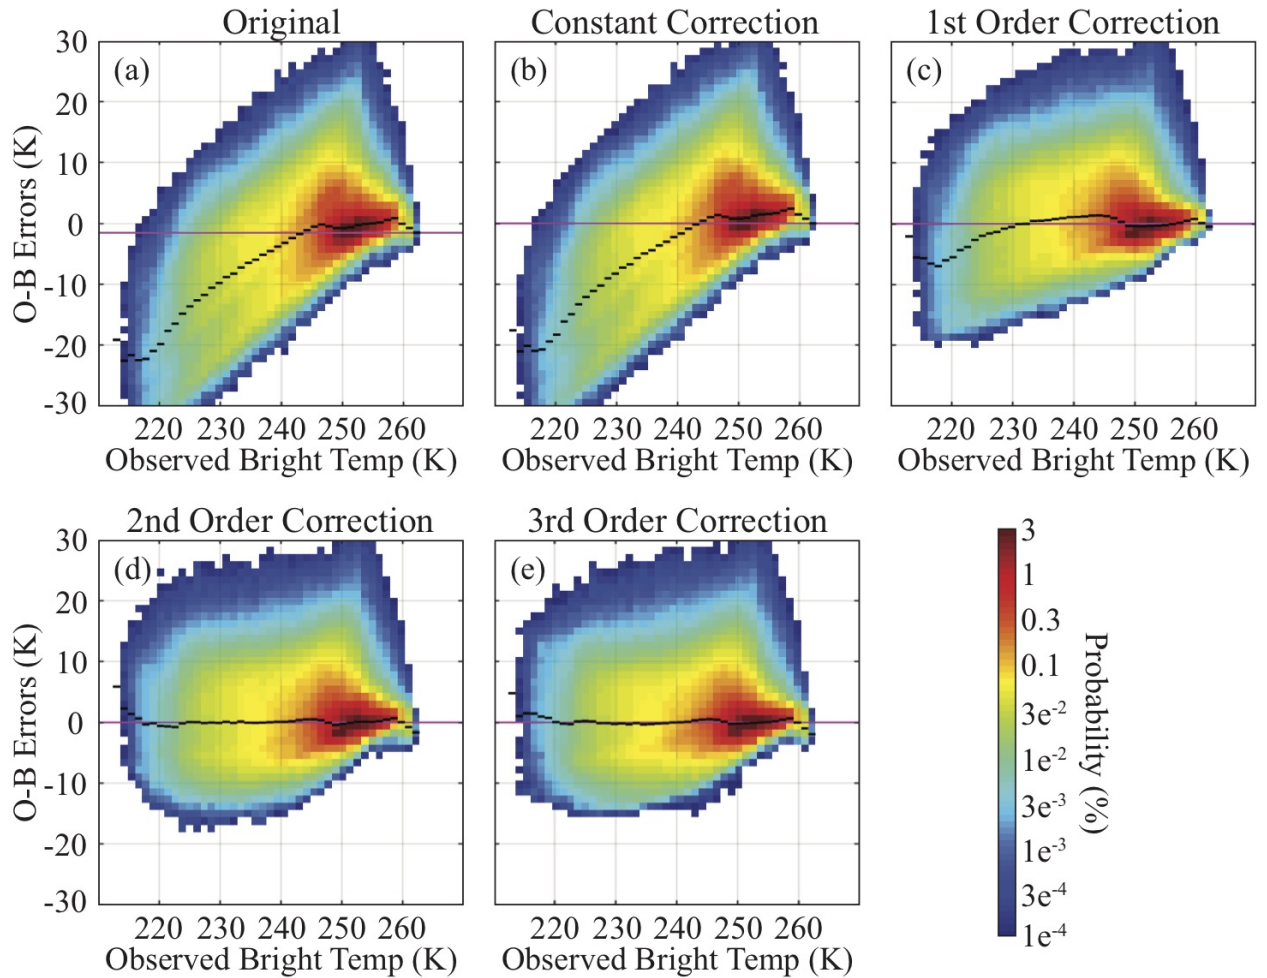 Original
Constant Correction
1st Order Correction
(a)
(b)
(c)
30
20
10
0
-10
-20
-30
O-B Errors (K)
220 230 240 250 260
220 230 240 250 260
220 230 240 250 260
Observed Bright Temp (K)
Observed Bright Temp (K)
Observed Bright Temp (K)
2nd Order Correction
3rd Order Correction
(d)
(e)
30
20
10
0
-10
-20
-30
O-B Errors (K)
220 230 240 250 260
220 230 240 250 260
Observed Bright Temp (K)
Observed Bright Temp (K)
3
1
0.3
0.1
3e-2
1e-2
3e-3
1e-3
3e-4
1e-4
Probability (%)